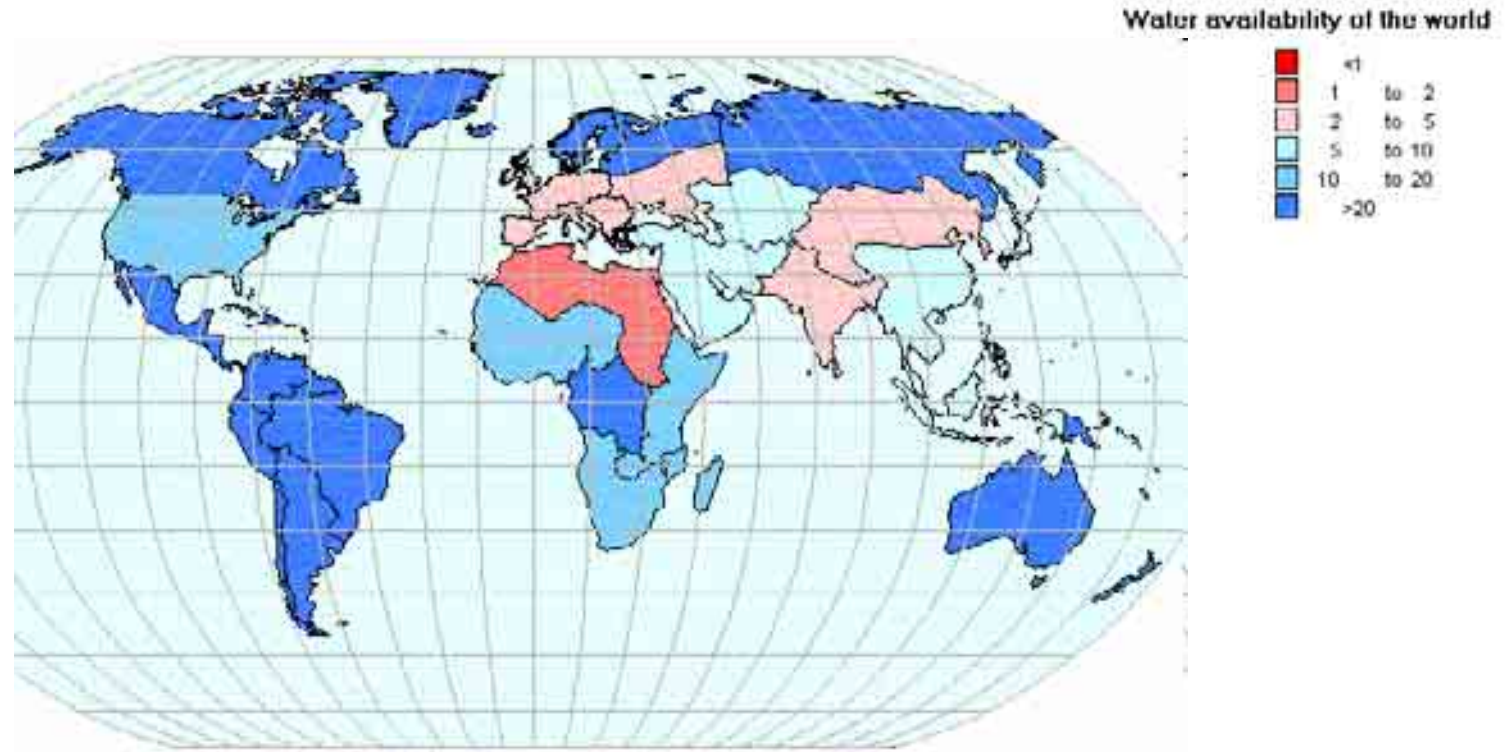 Water availability of the world
<1
1 to 2
2 to 5
5 to 10
10 to 20
>20